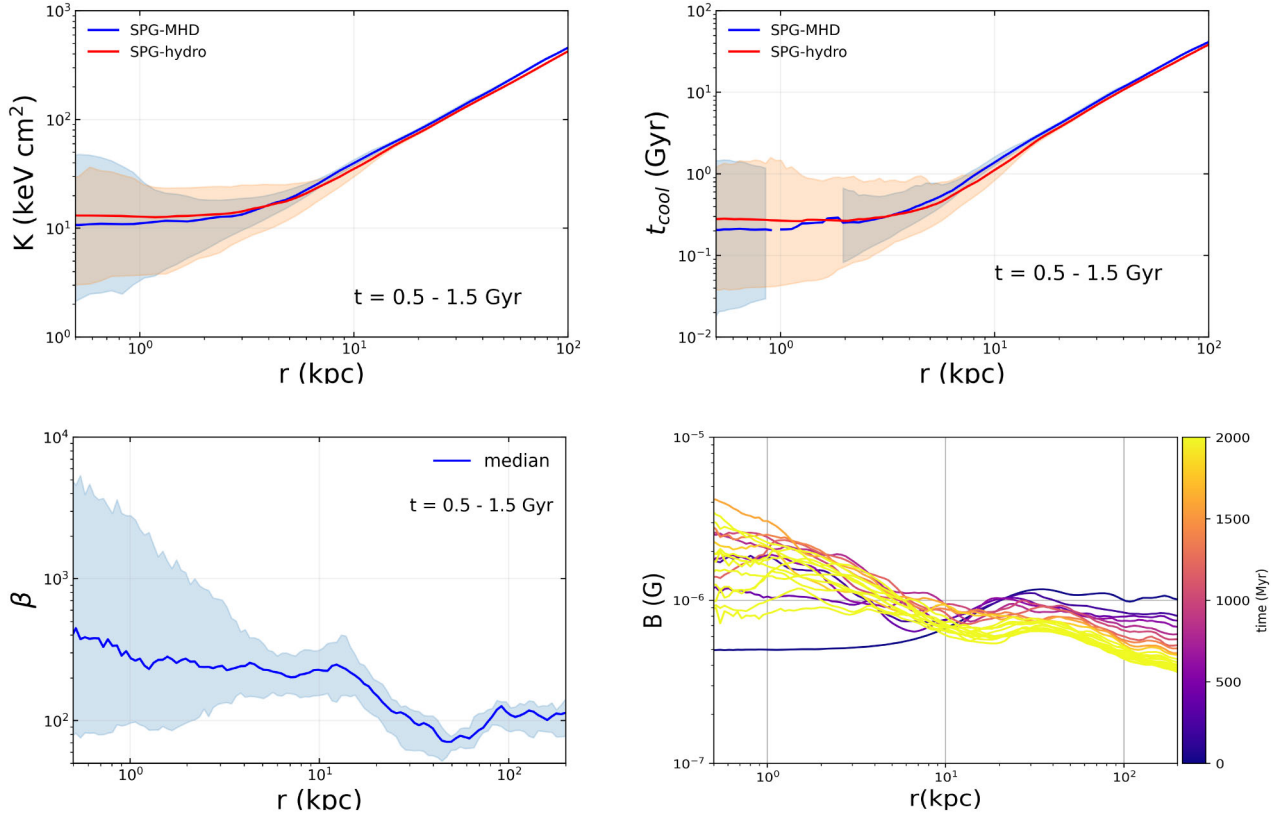 SPG-MHD
SPG-hydro
K (keV cm²)
10³
10²
10¹
10⁰
t = 0.5 - 1.5 Gyr
10⁰ 10¹ 10²
r (kpc)
SPG-MHD
SPG-hydro
t_cool (Gyr)
10²
10¹
10⁰
10⁻¹
10⁻²
t = 0.5 - 1.5 Gyr
10⁰ 10¹ 10²
r (kpc)
median
t = 0.5 - 1.5 Gyr
β
10⁴
10³
10²
10⁰ 10¹ 10²
r (kpc)
B (G)
10⁻⁵
10⁻⁶
10⁻⁷
10⁰ 10¹ 10²
r(kpc)
2000
1500
1000
500
0
time (Myr)